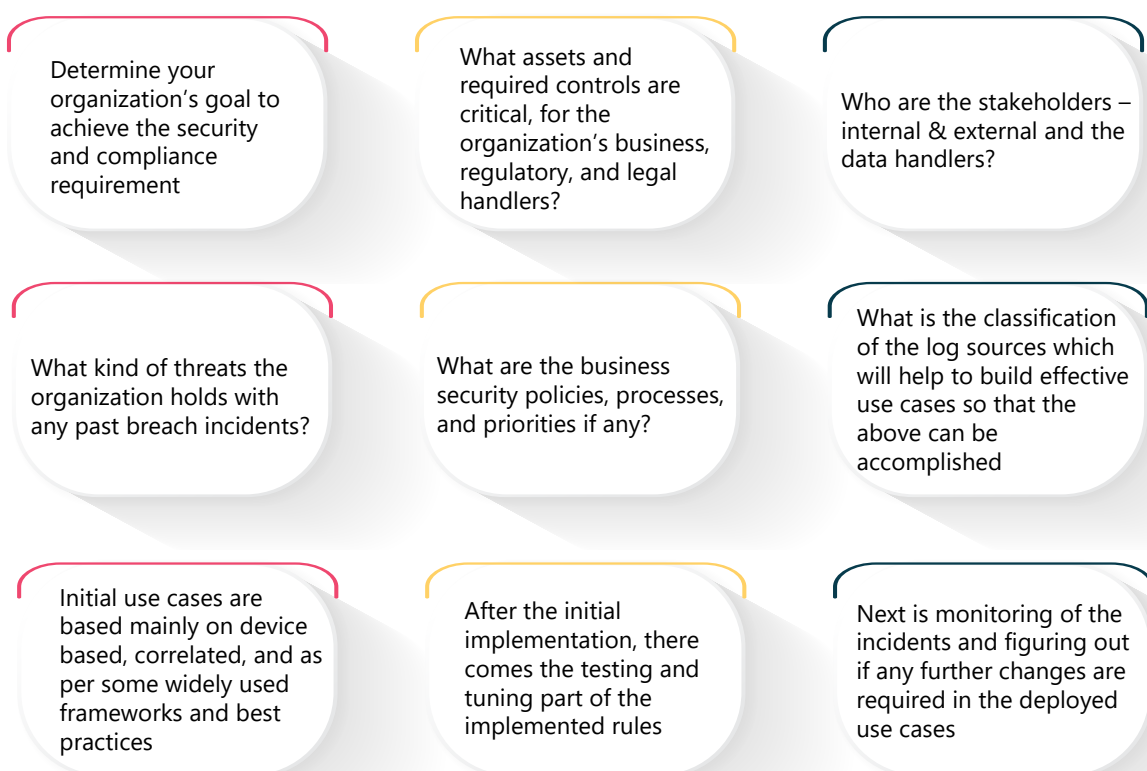 Determine your
organization’s goal to
achieve the security
and compliance
requirement
What assets and
required controls are
critical, for the
organization’s business,
regulatory, and legal
handlers?
Who are the stakeholders –
internal & external and the
data handlers?
What kind of threats the
organization holds with
any past breach incidents?
What are the business
security policies, processes,
and priorities if any?
What is the classification
of the log sources which
will help to build effective
use cases so that the
above can be
accomplished
Initial use cases are
based mainly on device
based, correlated, and as
per some widely used
frameworks and best
practices
After the initial
implementation, there
comes the testing and
tuning part of the
implemented rules
Next is monitoring of the
incidents and figuring out
if any further changes are
required in the deployed
use cases